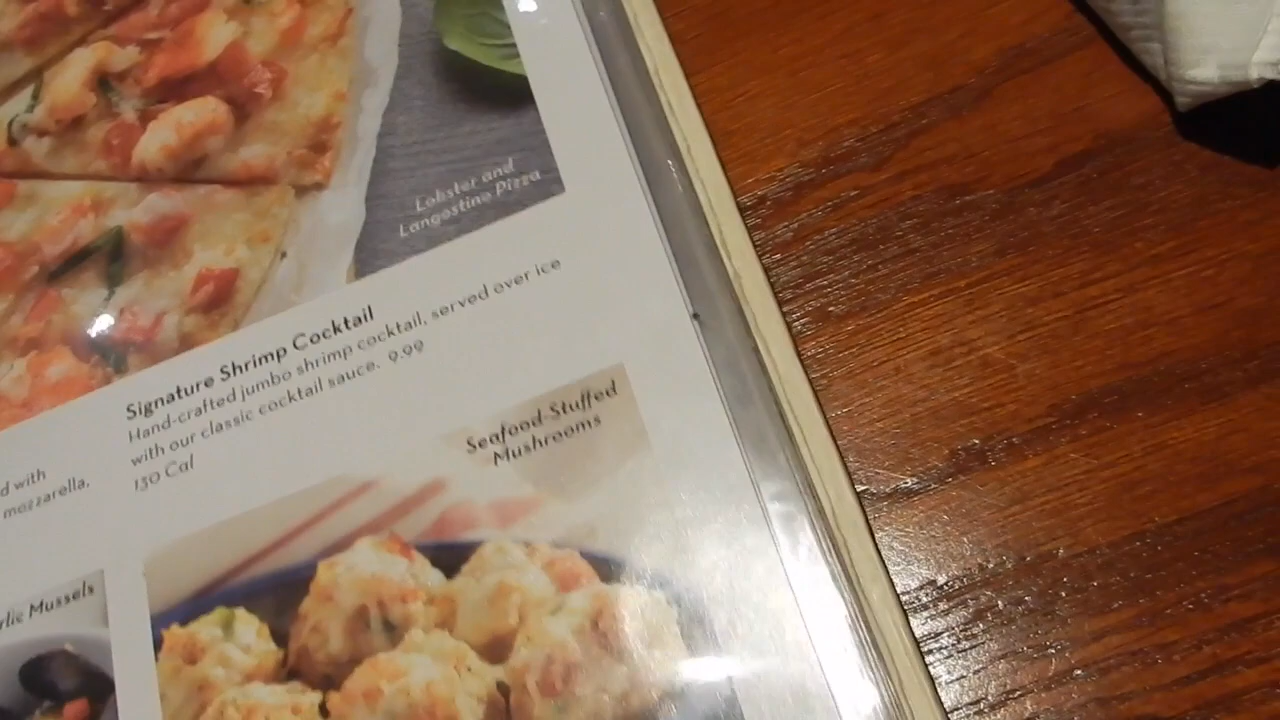 Lobster and
Langostino Pizza
Signature Shrimp Cocktail
Hand-crafted jumbo shrimp cocktail, served over ice
with our classic cocktail sauce. 9.99
130 Cal
d with
mozzarella,
Seafood-Stuffed
Mushrooms
rlic Mussels